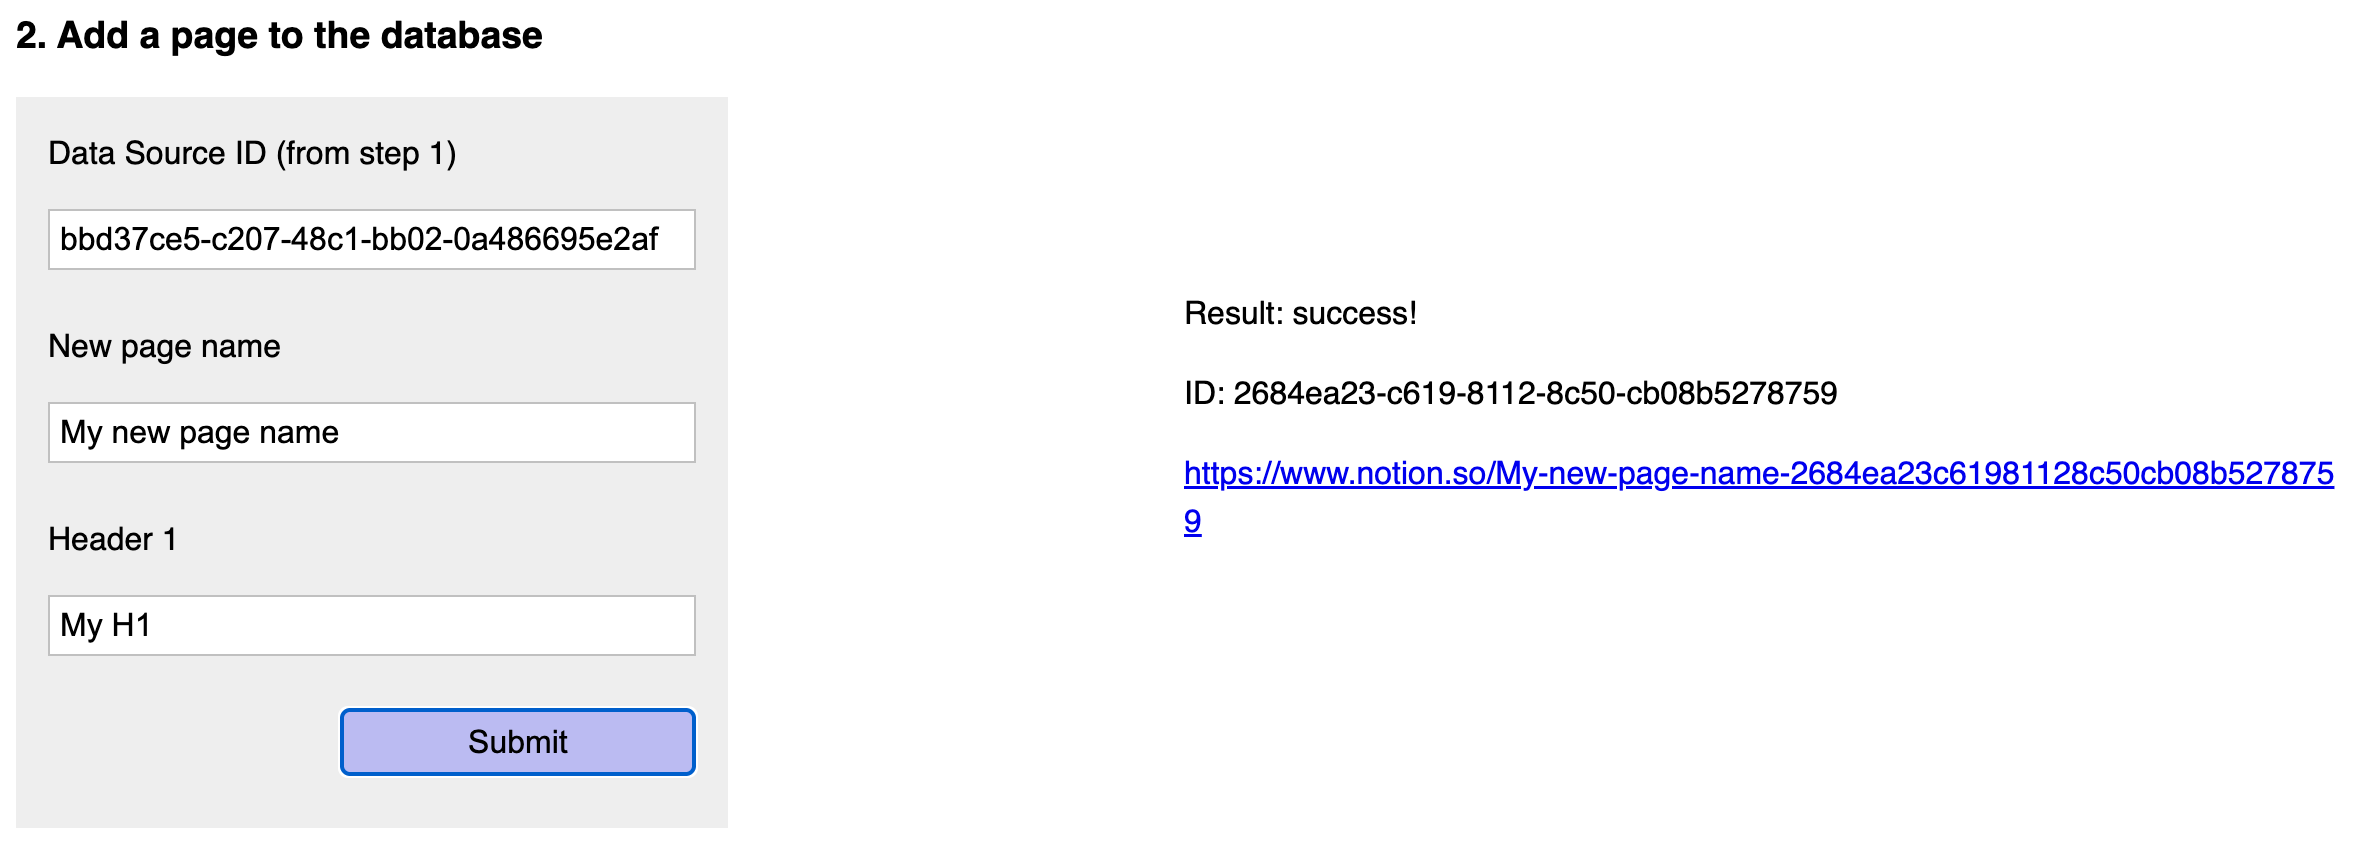 2. Add a page to the database
Data Source ID (from step 1)
bbd37ce5-c207-48c1-bb02-0a486695e2af
New page name
My new page name
Header 1
My H1
Submit
Result: success!
ID: 2684ea23-c619-8112-8c50-cb08b5278759
https://www.notion.so/My-new-page-name-2684ea23c61981128c50cb08b527875
9